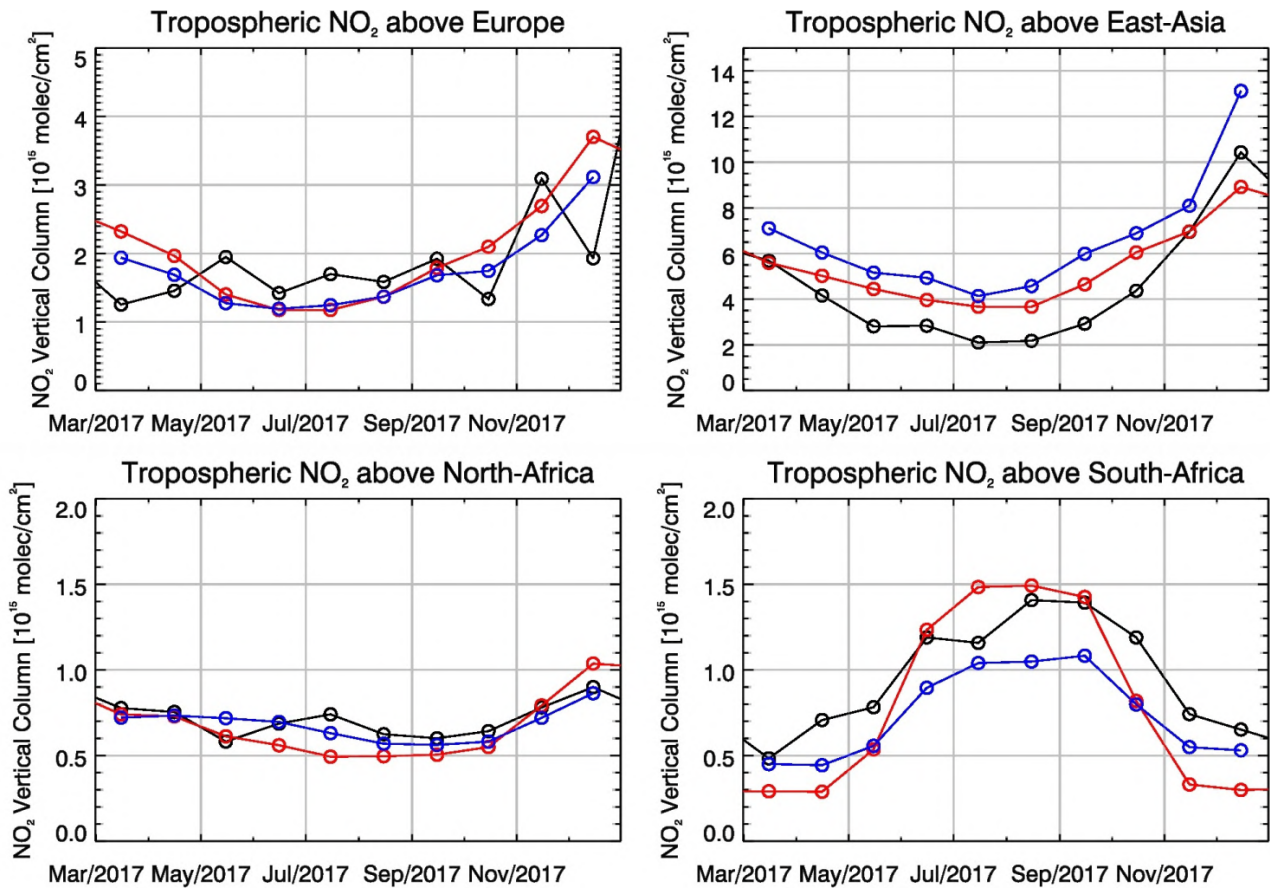 Tropospheric NO₂ above Europe
NO₂ Vertical Column [10¹⁵ molec/cm²]
5
4
3
2
1
0
Mar/2017 May/2017 Jul/2017 Sep/2017 Nov/2017
Tropospheric NO₂ above East-Asia
NO₂ Vertical Column [10¹⁵ molec/cm²]
14
12
10
8
6
4
2
0
Mar/2017 May/2017 Jul/2017 Sep/2017 Nov/2017
Tropospheric NO₂ above North-Africa
NO₂ Vertical Column [10¹⁵ molec/cm²]
2.0
1.5
1.0
0.5
0.0
Mar/2017 May/2017 Jul/2017 Sep/2017 Nov/2017
Tropospheric NO₂ above South-Africa
NO₂ Vertical Column [10¹⁵ molec/cm²]
2.0
1.5
1.0
0.5
0.0
Mar/2017 May/2017 Jul/2017 Sep/2017 Nov/2017